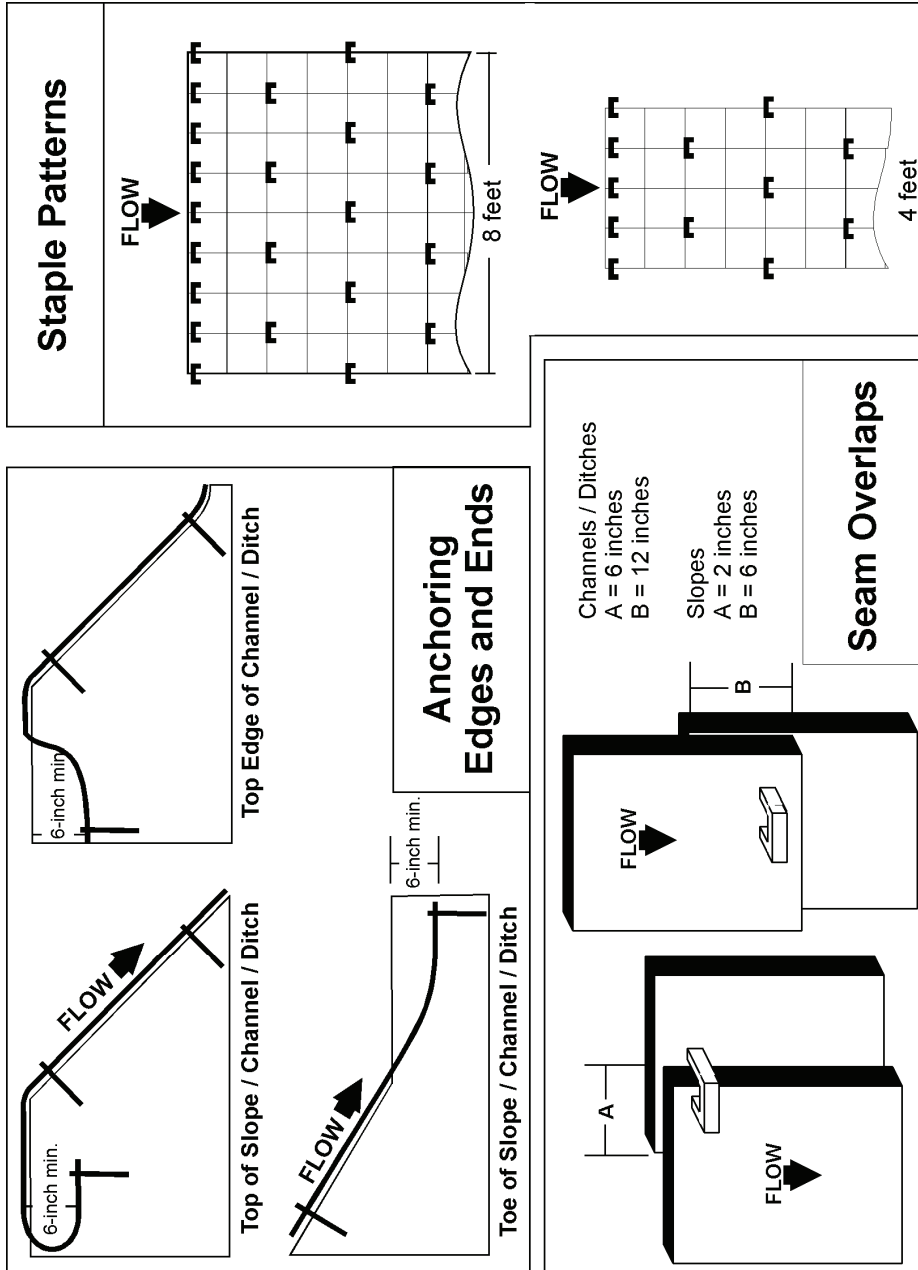 6-inch min.
FLOW
Top of Slope / Channel / Ditch
6-inch min.
Top Edge of Channel / Ditch
FLOW
6-inch min.
Toe of Slope / Channel / Ditch
Anchoring
Edges and Ends
Staple Patterns
FLOW
8 feet
FLOW
4 feet
A
FLOW
FLOW
B
Channels / Ditches
A = 6 inches
B = 12 inches
Slopes
A = 2 inches
B = 6 inches
Seam Overlaps